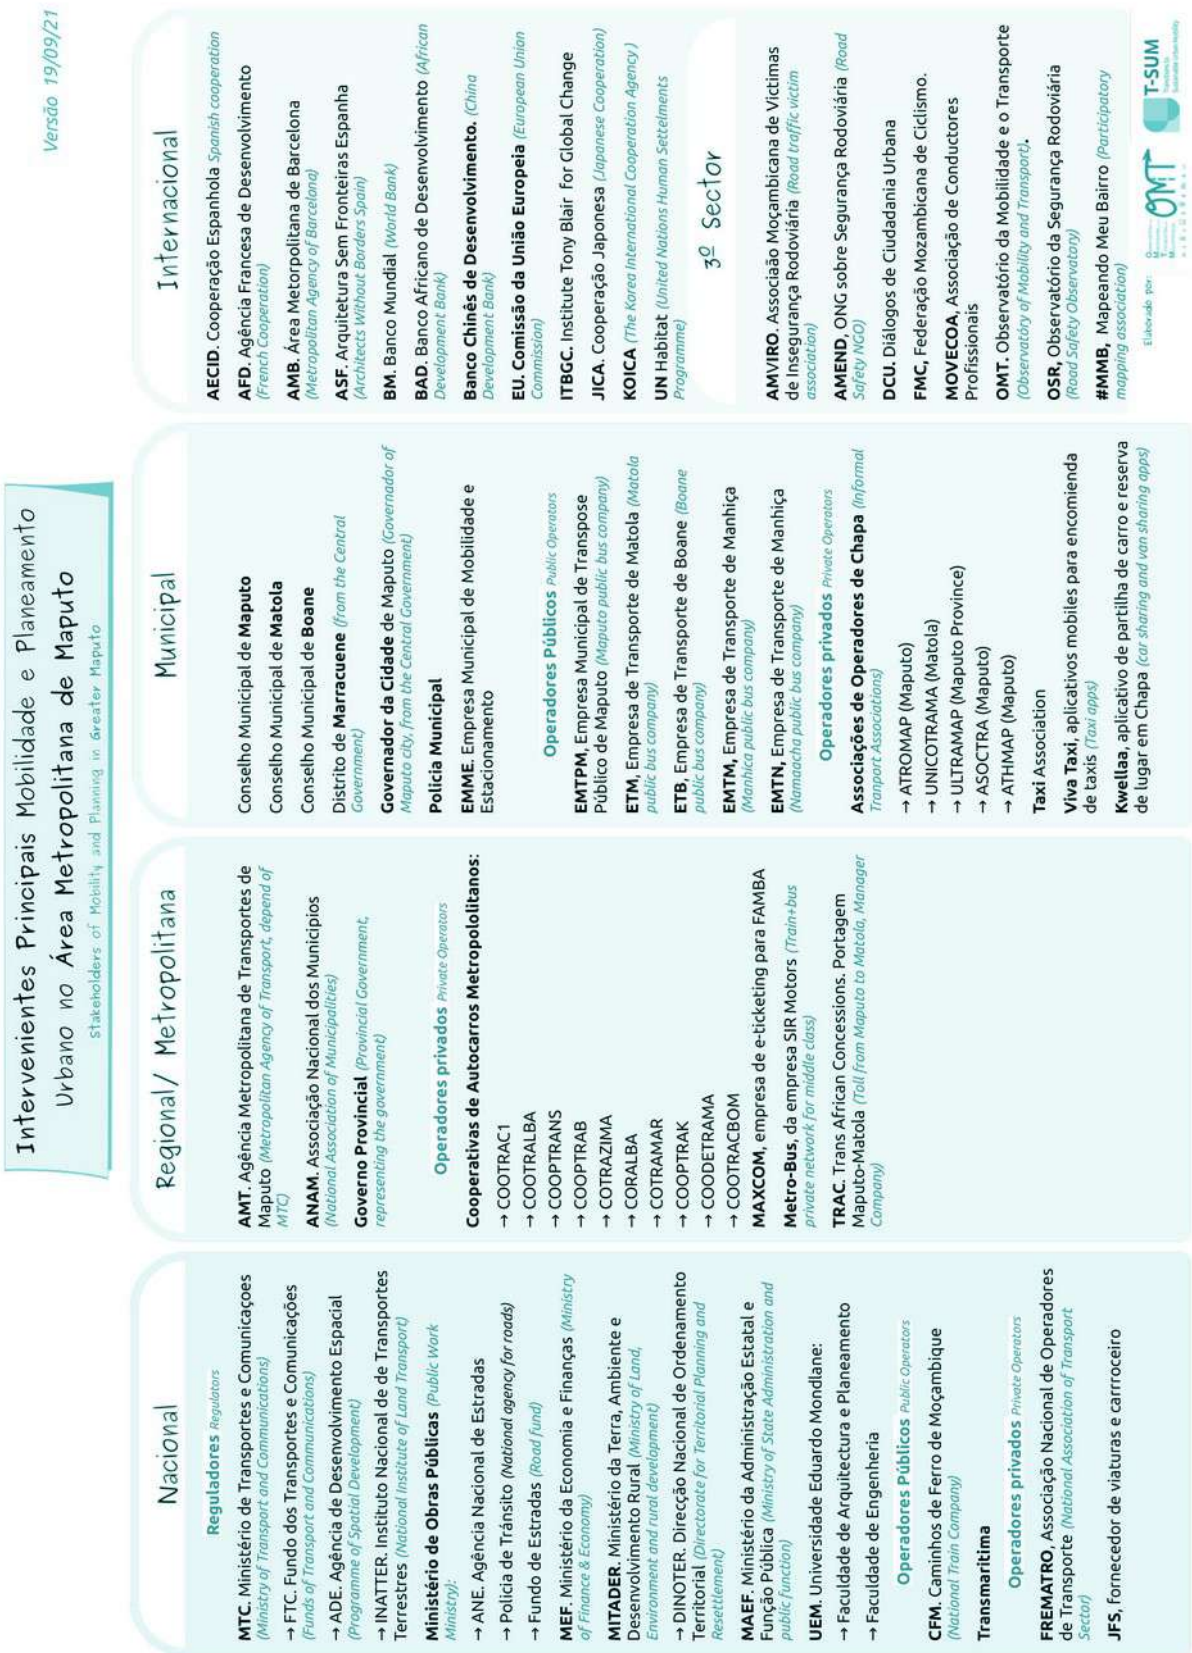 Intervenientes Principais Mobilidade e Planeamento
Urbano no Área Metropolitana de Maputo
Stakeholders of Mobility and Planning in Greater Maputo
Versão 19/09/21
Nacional
Reguladores Regulators
MTC. Ministério de Transportes e Comunicaçoes
(Ministry of Transport and Communications)
→ FTC. Fundo dos Transportes e Comunicações
(Funds of Transport and Communications)
→ ADE. Agência de Desenvolvimento Espacial
(Programme of Spatial Development)
→ INATTER. Instituto Nacional de de Transportes
Terrestres (National Institute of Land Transport)
Ministério de Obras Públicas (Public Work
Ministry):
→ ANE. Agência Nacional de Estradas
→ Policia de Tránsito (National agency for roads)
→ Fundo de Estradas (Road fund)
MEF. Ministério da Economia e Finanças (Ministry
of Finance & Economy)
MITADER. Ministério da Terra, Ambiente e
Desenvolvimento Rural (Ministry of Land,
Environment and rural development)
→ DINOTER. Direcção Nacional de Ordenamento
Territorial (Directorate for Territorial Planning and
Resettlement)
MAEF. Ministério da Administração Estatal e
Função Pública (Ministry of State Administration and
public function)
UEM. Universidade Eduardo Mondlane:
→ Faculdade de Arquitectura e Planeamento
→ Faculdade de Engenheria
Operadores Públicos Public Operators
CFM. Caminhos de Ferro de Moçambique
(National Train Company)
Transmaritima
Operadores privados Private Operators
FREMATRO, Associação Nacional de Operadores
de Transporte (National Association of Transport
Sector)
JFS, fornecedor de viaturas e carrroceiro
Regional/ Metropolitana
AMT. Agência Metropolitana de Transportes de
Maputo (Metropolitan Agency of Transport, depend of
MTC)
ANAM. Associação Nacional dos Municipios
(National Association of Municipalities)
Governo Provincial (Provincial Government,
representing the government)
Operadores privados Private Operators
Cooperativas de Autocarros Metropololitanos:
→ COOTRAC1
→ COOTRALBA
→ COOPTRANS
→ COOPTRAB
→ COTRAZIMA
→ CORALBA
→ COTRAMAR
→ COOPTRAK
→ COODETRAMA
→ COOTRACBOM
MAXCOM, empresa de e-ticketing para FAMBA
Metro-Bus, da empresa SIR Motors (Train+bus
private network for middle class)
TRAC. Trans African Concessions. Portagem
Maputo-Matola (Toll from Maputo to Matola, Manager
Company)
Municipal
Conselho Municipal de Maputo
Conselho Municipal de Matola
Conselho Municipal de Boane
Distrito de Marracuene (from the Central
Government)
Governador da Cidade de Maputo (Governador of
Maputo city, from the Central Government)
Policia Municipal
EMME. Empresa Municipal de Mobilidade e
Estacionamento
Operadores Públicos Public Operators
EMTPM, Empresa Municipal de Transpose
Público de Maputo (Maputo public bus company)
ETM, Empresa de Transporte de Matola (Matola
public bus company)
ETB, Empresa de Transporte de Boane (Boane
public bus company)
EMTM, Empresa de Transporte de Manhiça
(Manhica public bus company)
EMTN, Empresa de Transporte de Manhiça
(Namaacha public bus company)
Operadores privados Private Operators
Associações de Operadores de Chapa (Informal
Tranport Associations)
→ ATROMAP (Maputo)
→ UNICOTRAMA (Matola)
→ ULTRAMAP (Maputo Province)
→ ASOCTRA (Maputo)
→ ATHMAP (Maputo)
Taxi Association
Viva Taxi, aplicativos mobiles para encomienda
de taxis (Taxi apps)
Kwellaa, aplicativo de partilha de carro e reserva
de lugar em Chapa (car sharing and van sharing apps)
Internacional
AECID. Cooperação Espanhola Spanish cooperation
AFD. Agência Francesa de Desenvolvimento
(French Cooperation)
AMB. Área Metorpolitana de Barcelona
(Metropolitan Agency of Barcelona)
ASF. Arquitetura Sem Fronteiras Espanha
(Architects Without Borders Spain)
BM. Banco Mundial (World Bank)
BAD. Banco Africano de Desenvolvimento (African
Development Bank)
Banco Chinês de Desenvolvimento. (China
Development Bank)
EU. Comissão da União Europeia (European Union
Commission)
ITBGC. Institute Tony Blair For Global Change
JICA. Cooperação Japonesa (Japanese Cooperation)
KOICA (The Korea International Cooperation Agency )
UN Habitat (United Nations Human Settelments
Programme)
3º Sector
AMVIRO. Associaão Moçambicana de Victimas
de Insegurança Rodoviária (Road traffic victim
association)
AMEND, ONG sobre Segurança Rodoviária (Road
Safety NGO)
DCU. Diálogos de Ciudadania Urbana
FMC, Federação Mozambicana de Ciclismo.
MOVECOA, Associação de Conductores
Profissionais
OMT. Observatório da Mobilidade e o Transporte
(Observatóry of Mobility and Transport).
OSR, Observatório da Segurança Rodoviária
(Road Safety Observatory)
#MMB, Mapeando Meu Bairro (Participatory
mapping association)
Elaborado por:
OMT
T-SUM